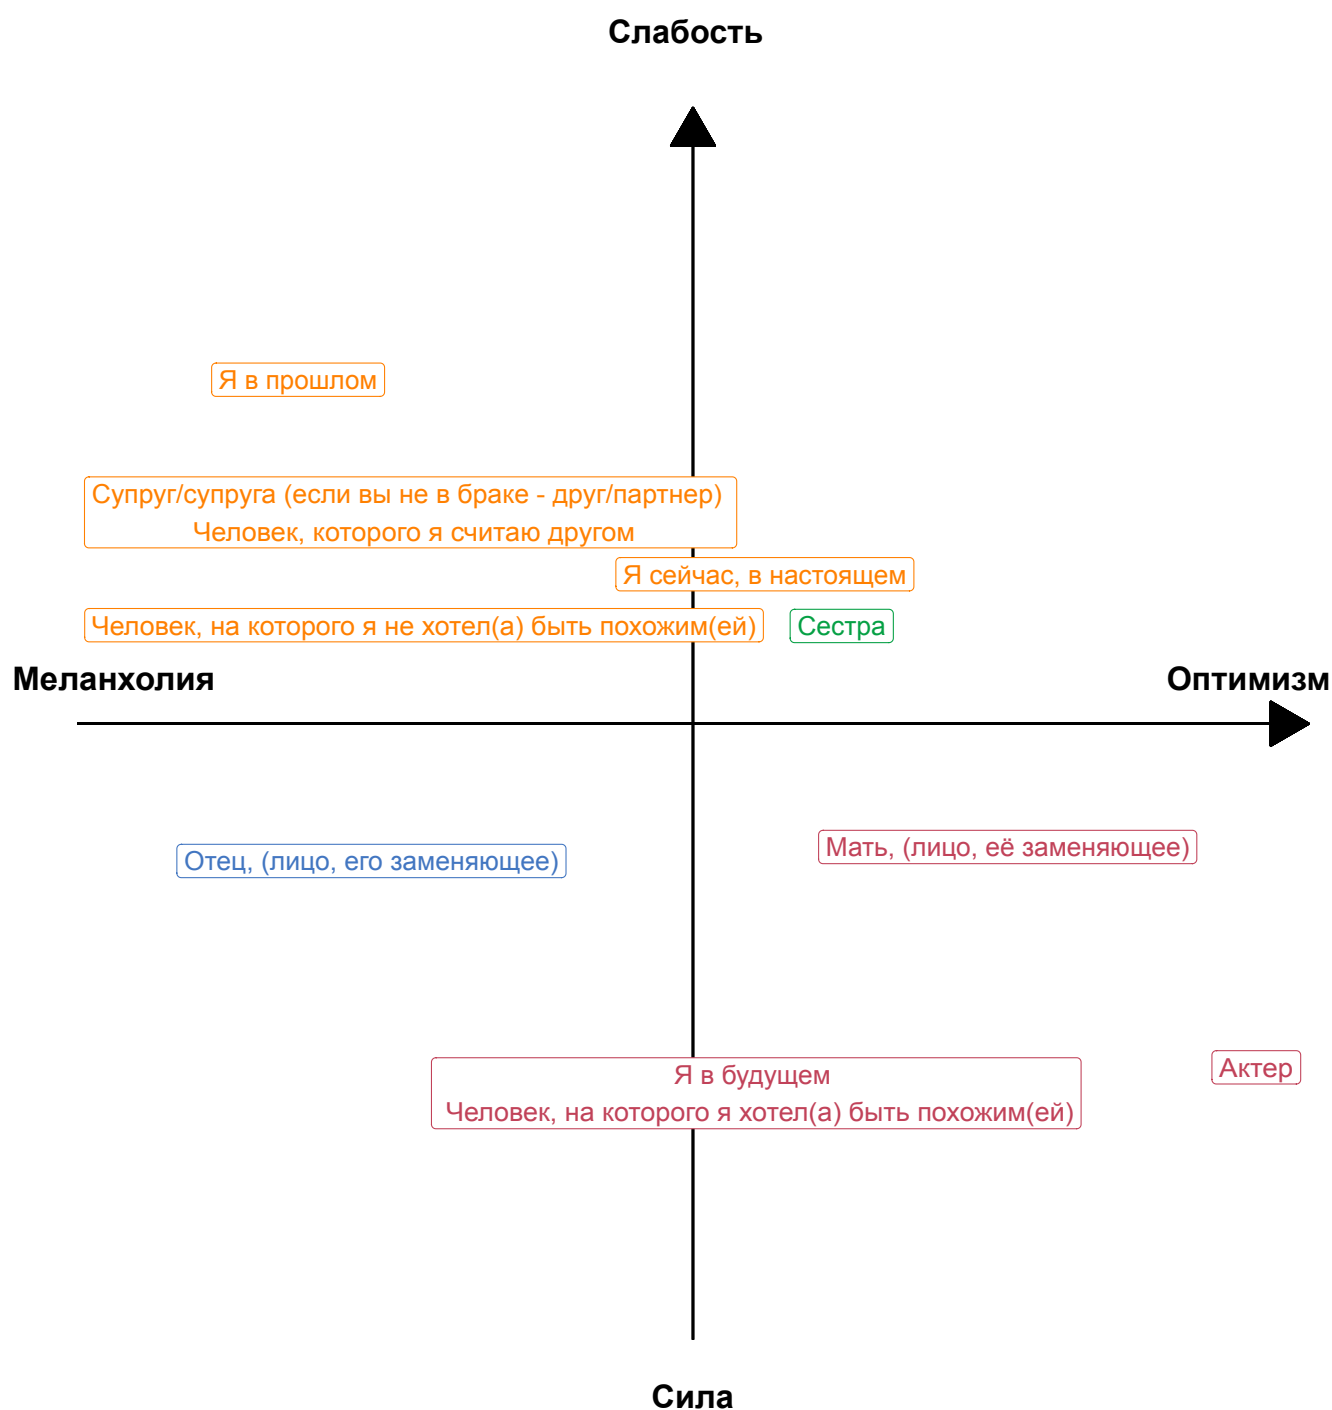 Слабость
Я в прошлом
Супруг/супруга (если вы не в браке - друг/партнер)
Человек, которого я считаю другом
Я сейчас, в настоящем
Человек, на которого я не хотел(а) быть похожим(ей)
Сестра
Меланхолия
Оптимизм
Отец, (лицо, его заменяющее)
Мать, (лицо, её заменяющее)
Я в будущем
Человек, на которого я хотел(а) быть похожим(ей)
Актер
Сила